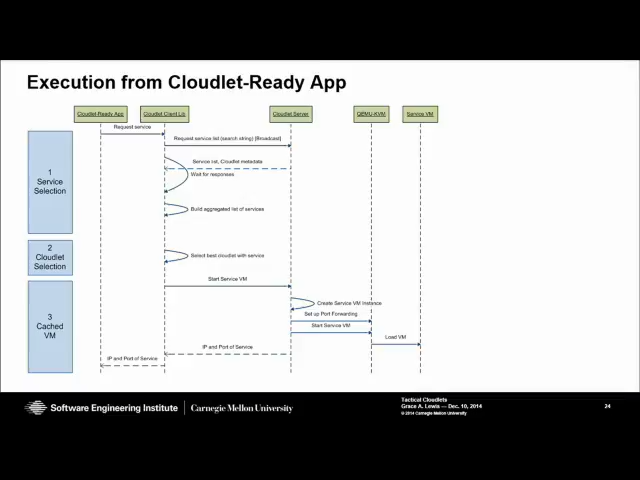 Execution from Cloudlet-Ready App
Cloudlet-Ready App
Cloudlet Client Lib
Cloudlet Server
QEMU-KVM
Service VM
Request service
Request service list (search string) [Broadcast]
1
Service
Selection
Service list, Cloudlet metadata
Wait for responses
Build aggregated list of services
2
Cloudlet
Selection
Select best cloudlet with service
Start Service VM
3
Cached
VM
Create Service VM Instance
Set up Port Forwarding
Start Service VM
Load VM
IP and Port of Service
IP and Port of Service
Software Engineering Institute
Carnegie Mellon University
Tactical Cloudlets
Grace A. Lewis — Dec. 10, 2014
© 2014 Carnegie Mellon University
24